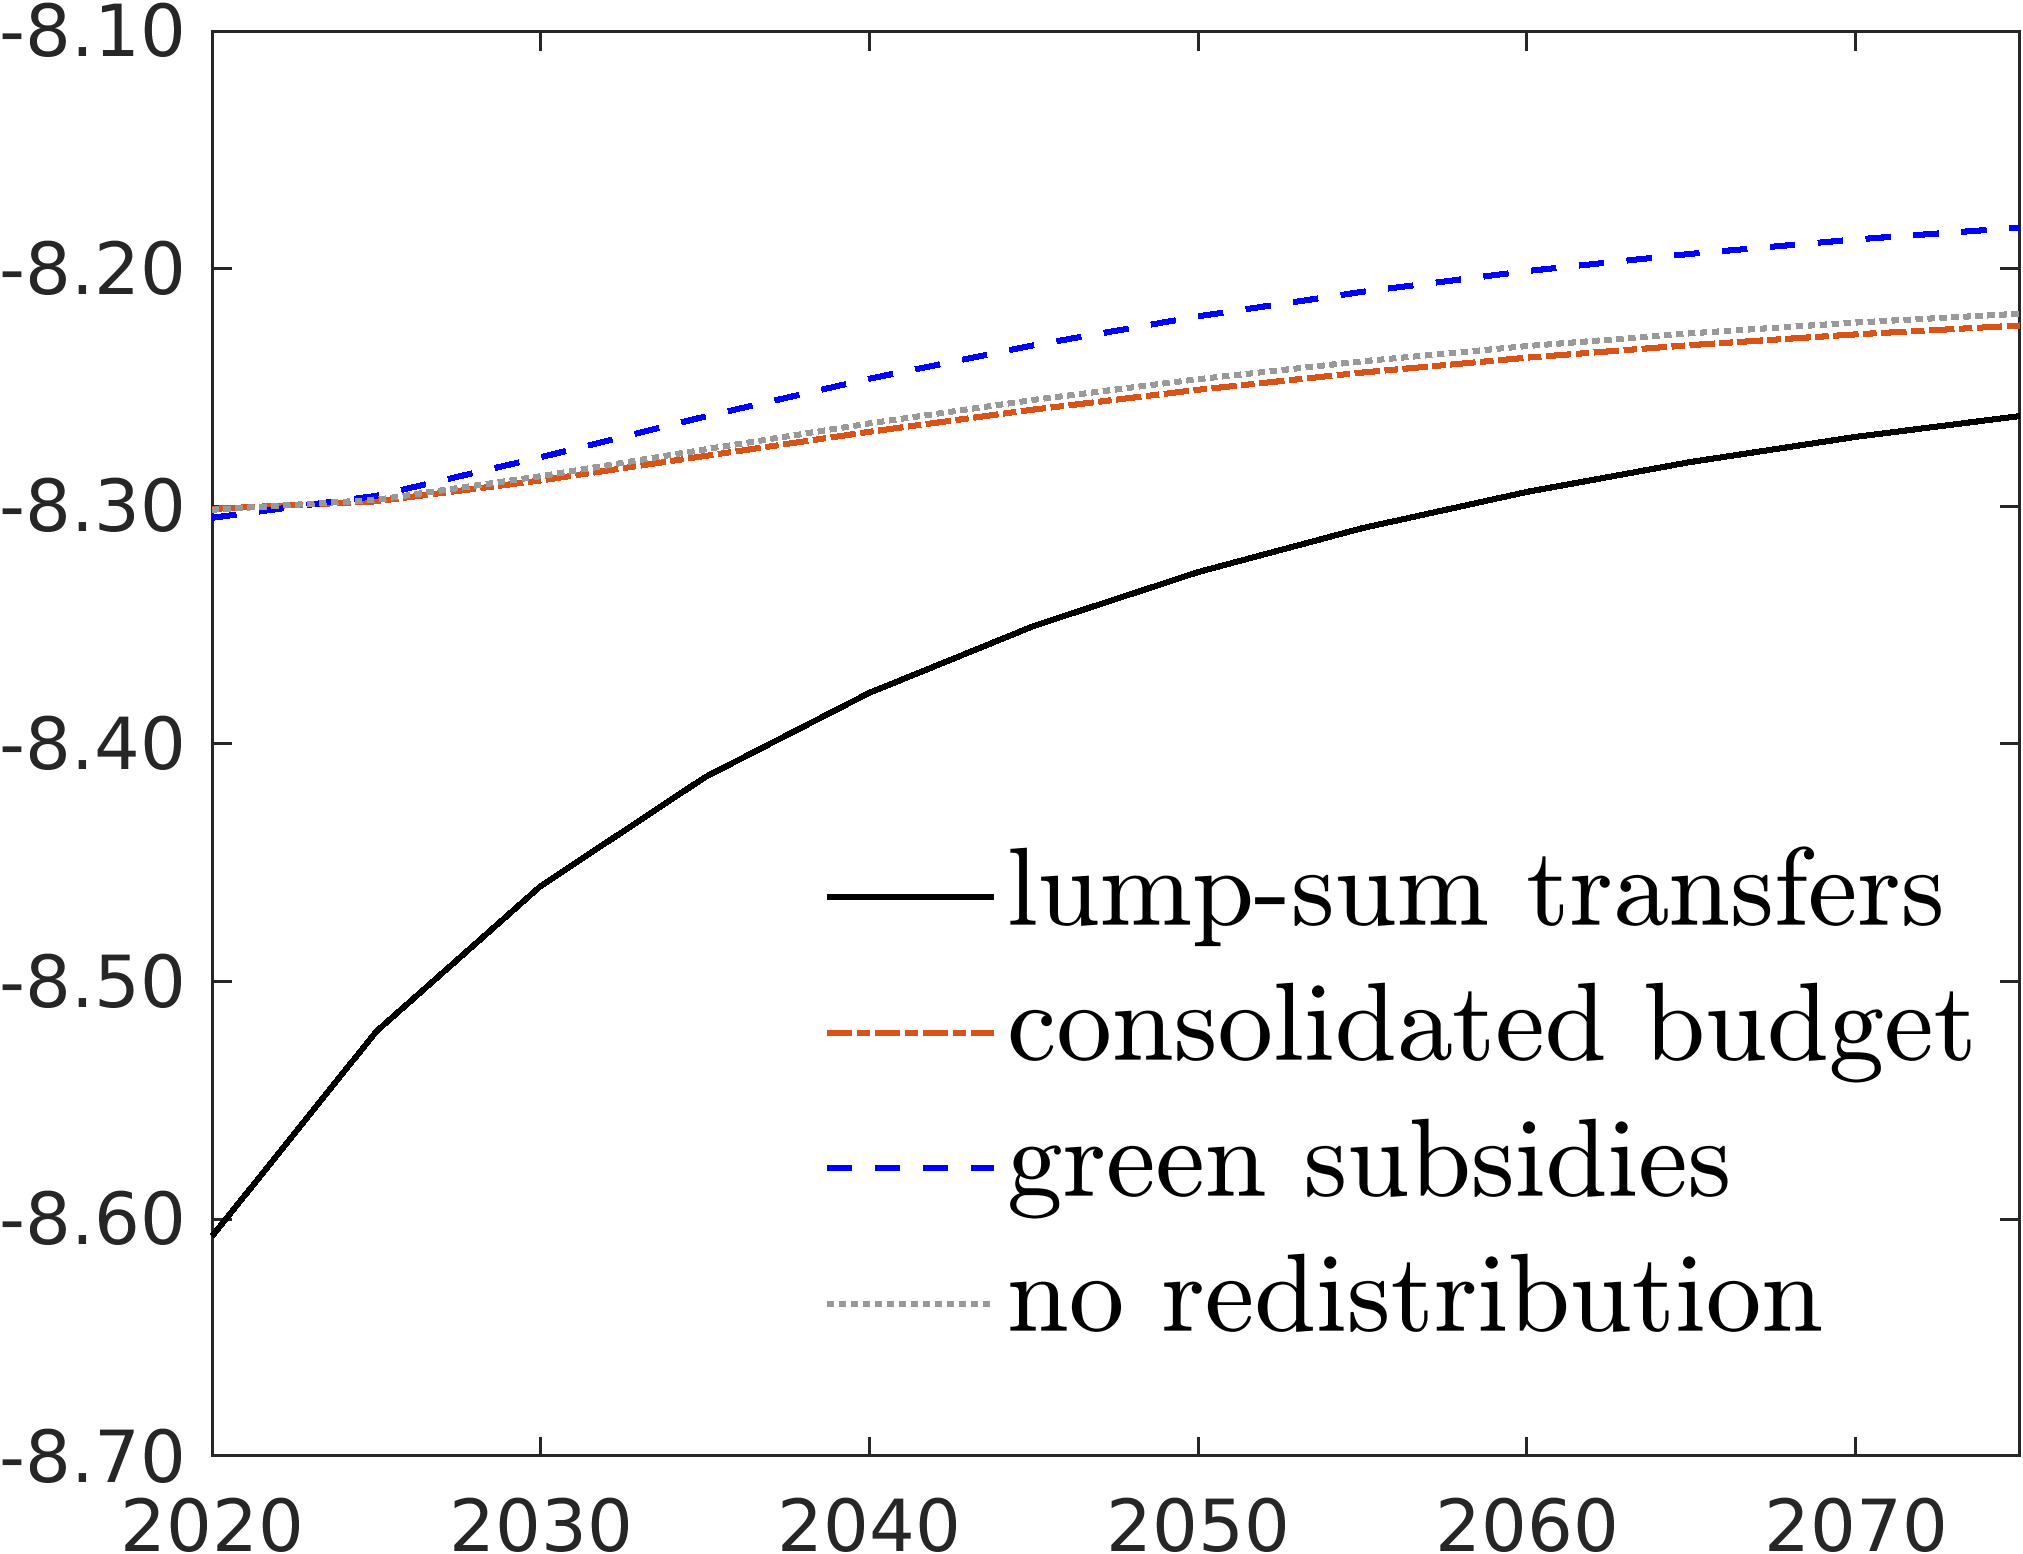 -8.10
-8.20
-8.30
-8.40
-8.50
-8.60
-8.70
lump-sum transfers
consolidated budget
green subsidies
no redistribution
2020 2030 2040 2050 2060 2070